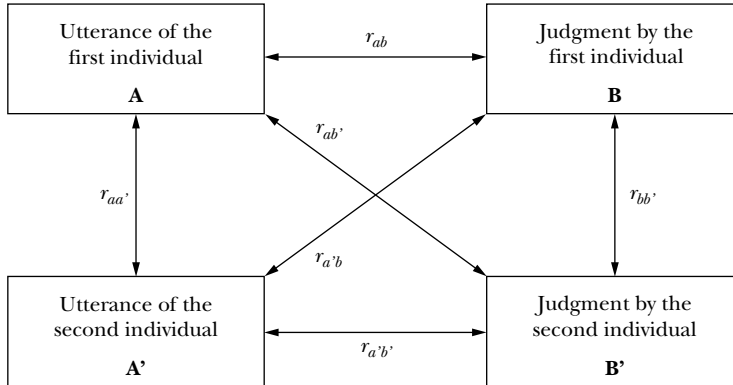 Utterance of the
first individual
A
r_ab
Judgment by the
first individual
B
r_ab'
r_aa'
r_bb'
r_a'b
Utterance of the
second individual
A'
r_a'b'
Judgment by the
second individual
B'